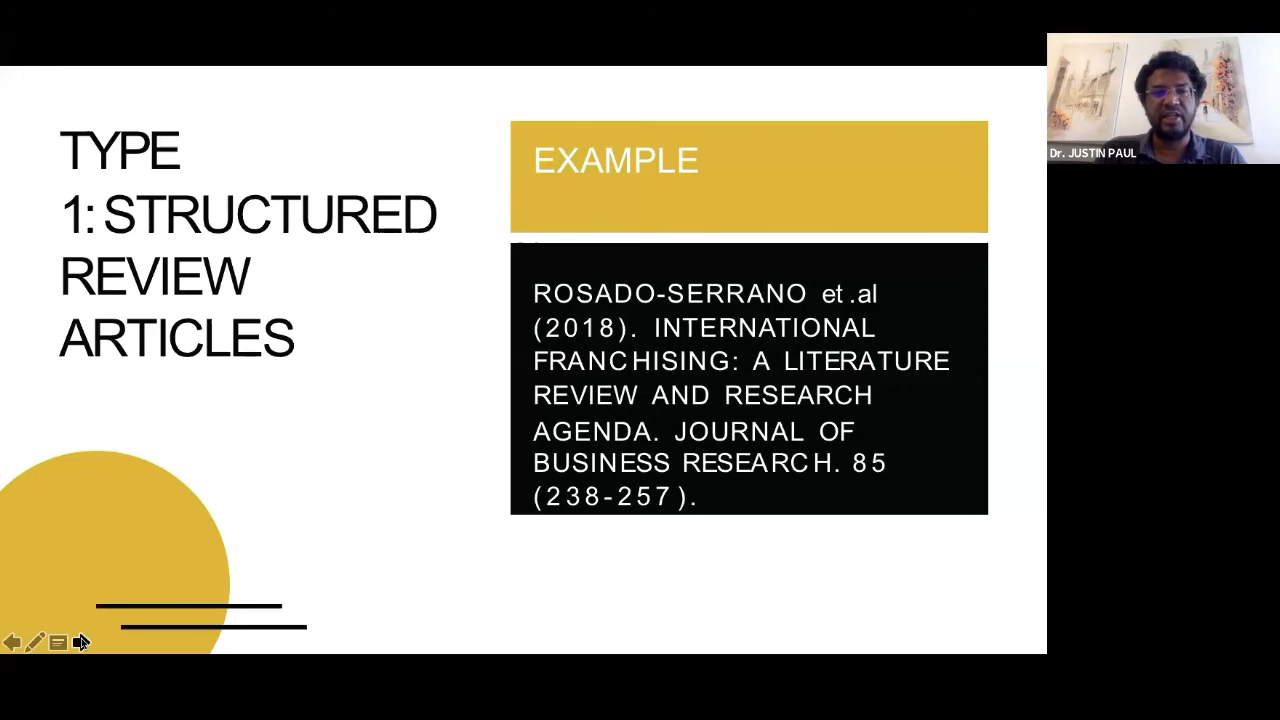 TYPE
1: STRUCTURED
REVIEW
ARTICLES
EXAMPLE
ROSADO-SERRANO et .al
(2018). INTERNATIONAL
FRANCHISING: A LITERATURE
REVIEW AND RESEARCH
AGENDA. JOURNAL OF
BUSINESS RESEARCH. 85
(238-257).
Dr. JUSTIN PAUL